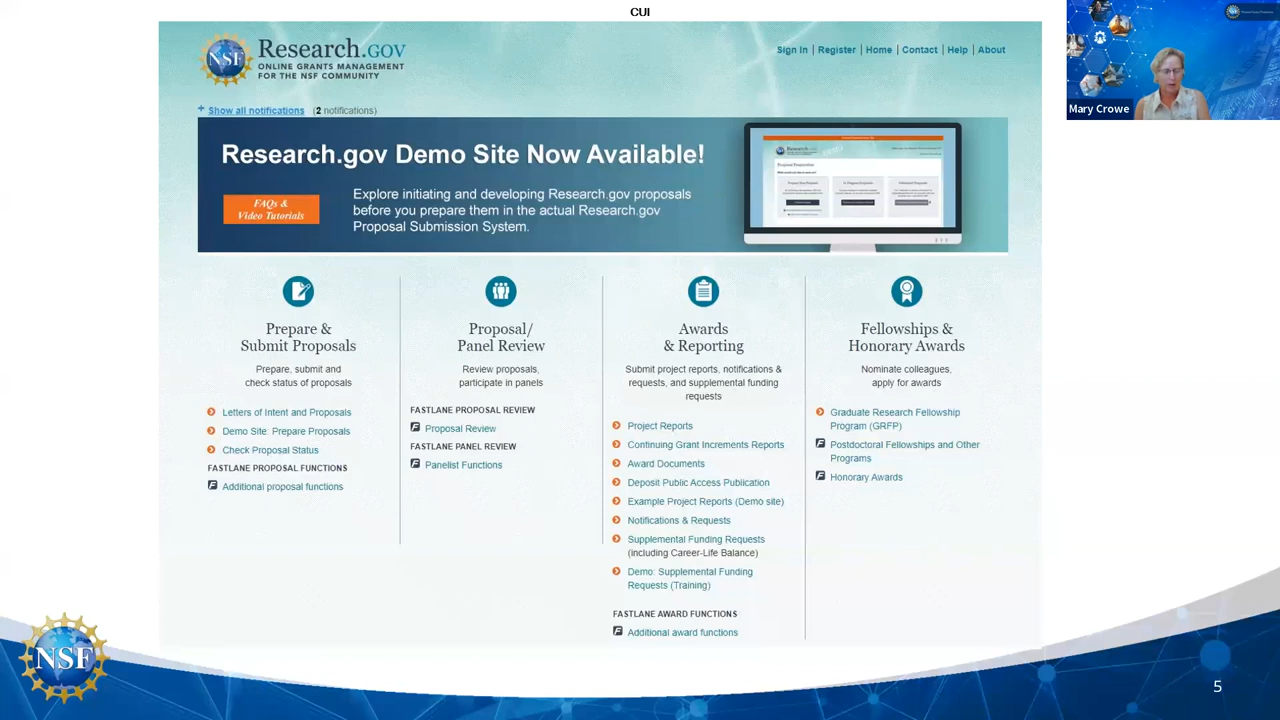 CUI
NSF
Research.gov
ONLINE GRANTS MANAGEMENT
FOR THE NSF COMMUNITY
Sign In | Register | Home | Contact | Help | About
+ Show all notifications (2 notifications)
Research.gov Demo Site Now Available!
FAQs &
Video Tutorials
Explore initiating and developing Research.gov proposals
before you prepare them in the actual Research.gov
Proposal Submission System.
Prepare &
Submit Proposals
Prepare, submit and
check status of proposals
Letters of Intent and Proposals
Demo Site: Prepare Proposals
Check Proposal Status
FASTLANE PROPOSAL FUNCTIONS
Additional proposal functions
Proposal/
Panel Review
Review proposals,
participate in panels
FASTLANE PROPOSAL REVIEW
Proposal Review
FASTLANE PANEL REVIEW
Panelist Functions
Awards
& Reporting
Submit project reports, notifications &
requests, and supplemental funding
requests
Project Reports
Continuing Grant Increments Reports
Award Documents
Deposit Public Access Publication
Example Project Reports (Demo site)
Notifications & Requests
Supplemental Funding Requests
(including Career-Life Balance)
Demo: Supplemental Funding
Requests (Training)
FASTLANE AWARD FUNCTIONS
Additional award functions
Fellowships &
Honorary Awards
Nominate colleagues,
apply for awards
Graduate Research Fellowship
Program (GRFP)
Postdoctoral Fellowships and Other
Programs
Honorary Awards
Mary Crowe
NSF
5